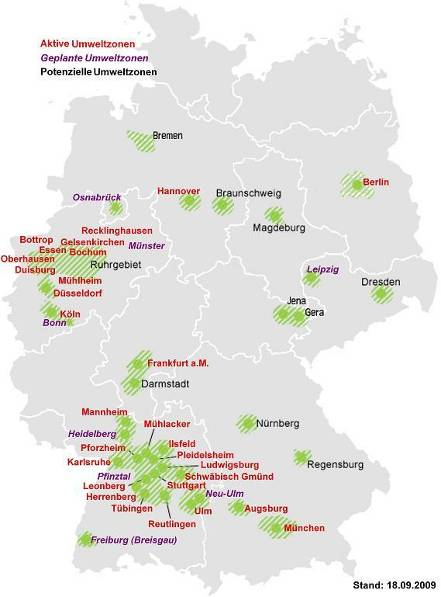 Aktive Umweltzonen
Geplante Umweltzonen
Potenzielle Umweltzonen
Bremen
Osnabrück
Hannover
Braunschweig
Berlin
Magdeburg
Recklinghausen
Bottrop
Gelsenkirchen
Münster
Essen
Bochum
Oberhausen
Ruhrgebiet
Duisburg
Mühlheim
Düsseldorf
Leipzig
Dresden
Köln
Bonn
Jena
Gera
Frankfurt a.M.
Darmstadt
Mannheim
Mühlacker
Nürnberg
Heidelberg
Ilsfeld
Pforzheim
Pleidelsheim
Karlsruhe
Ludwigsburg
Regensburg
Pfinztal
Schwäbisch Gmünd
Leonberg
Stuttgart
Herrenberg
Neu-Ulm
Tübingen
Ulm
Augsburg
Reutlingen
München
Freiburg (Breisgau)
Stand: 18.09.2009